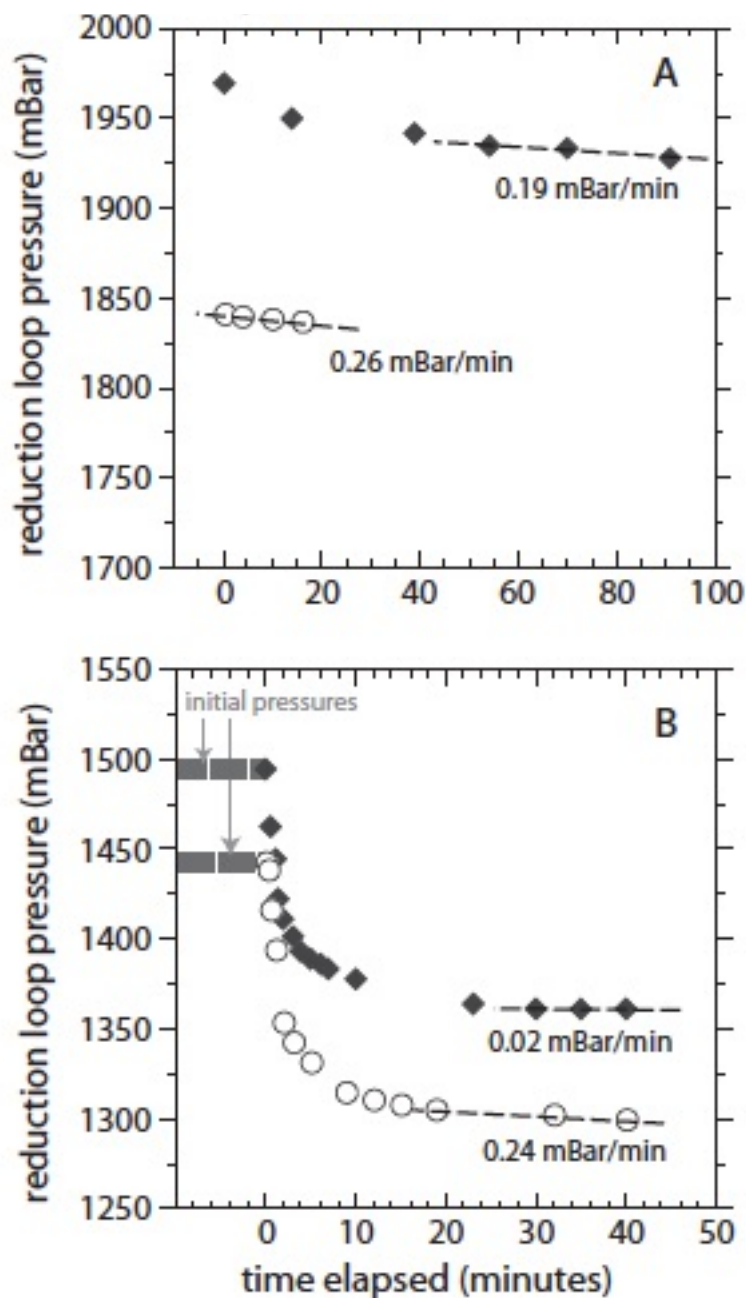 A
reduction loop pressure (mBar)
2000
1950
1900
1850
1800
1750
1700
0.19 mBar/min
0.26 mBar/min
0 20 40 60 80 100
B
reduction loop pressure (mBar)
1550
1500
1450
1400
1350
1300
1250
initial pressures
0.02 mBar/min
0.24 mBar/min
0 10 20 30 40 50
time elapsed (minutes)